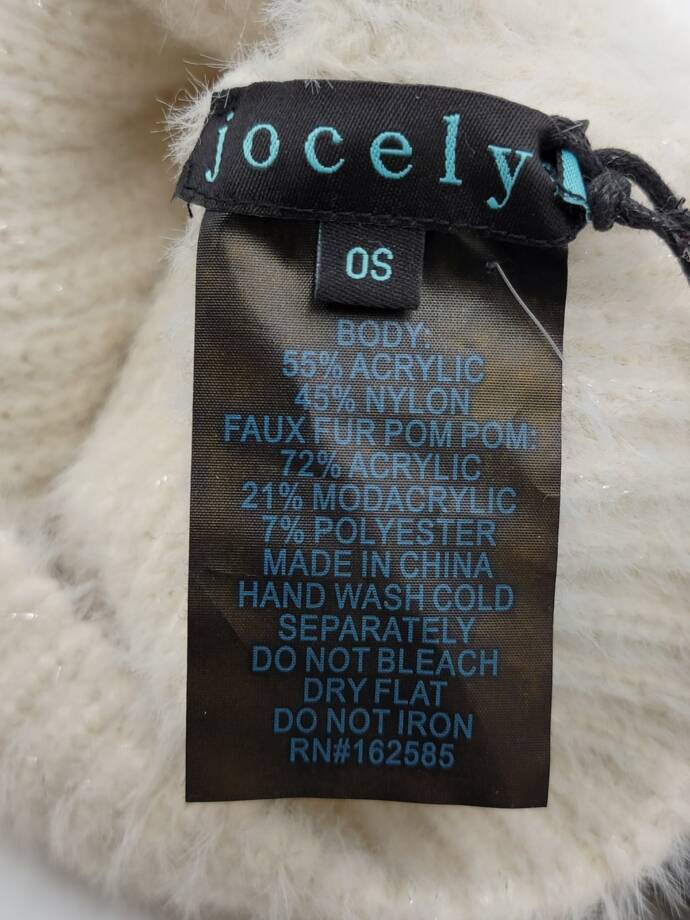 jocely
OS
BODY:
55% ACRYLIC
45% NYLON
FAUX FUR POM POM:
72% ACRYLIC
21% MODACRYLIC
7% POLYESTER
MADE IN CHINA
HAND WASH COLD
SEPARATELY
DO NOT BLEACH
DRY FLAT
DO NOT IRON
RN#162585